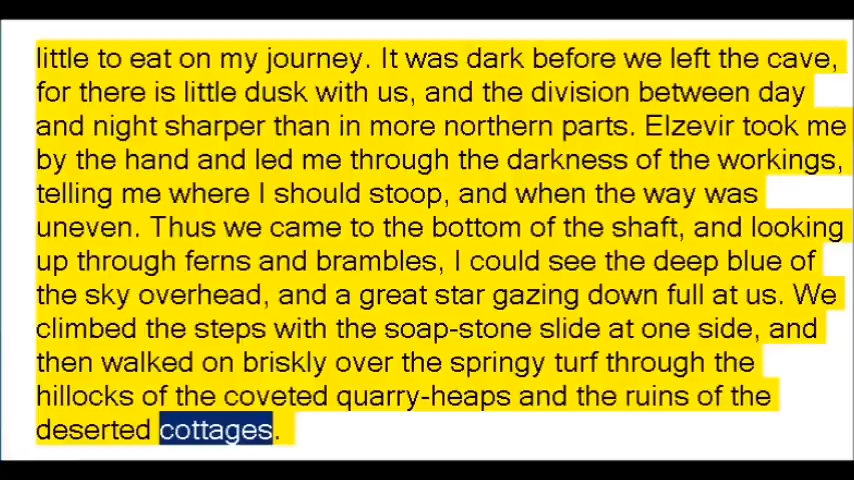 little to eat on my journey. It was dark before we left the cave,
for there is little dusk with us, and the division between day
and night sharper than in more northern parts. Elzevir took me
by the hand and led me through the darkness of the workings,
telling me where I should stoop, and when the way was
uneven. Thus we came to the bottom of the shaft, and looking
up through ferns and brambles, I could see the deep blue of
the sky overhead, and a great star gazing down full at us. We
climbed the steps with the soap-stone slide at one side, and
then walked on briskly over the springy turf through the
hillocks of the coveted quarry-heaps and the ruins of the
deserted cottages.